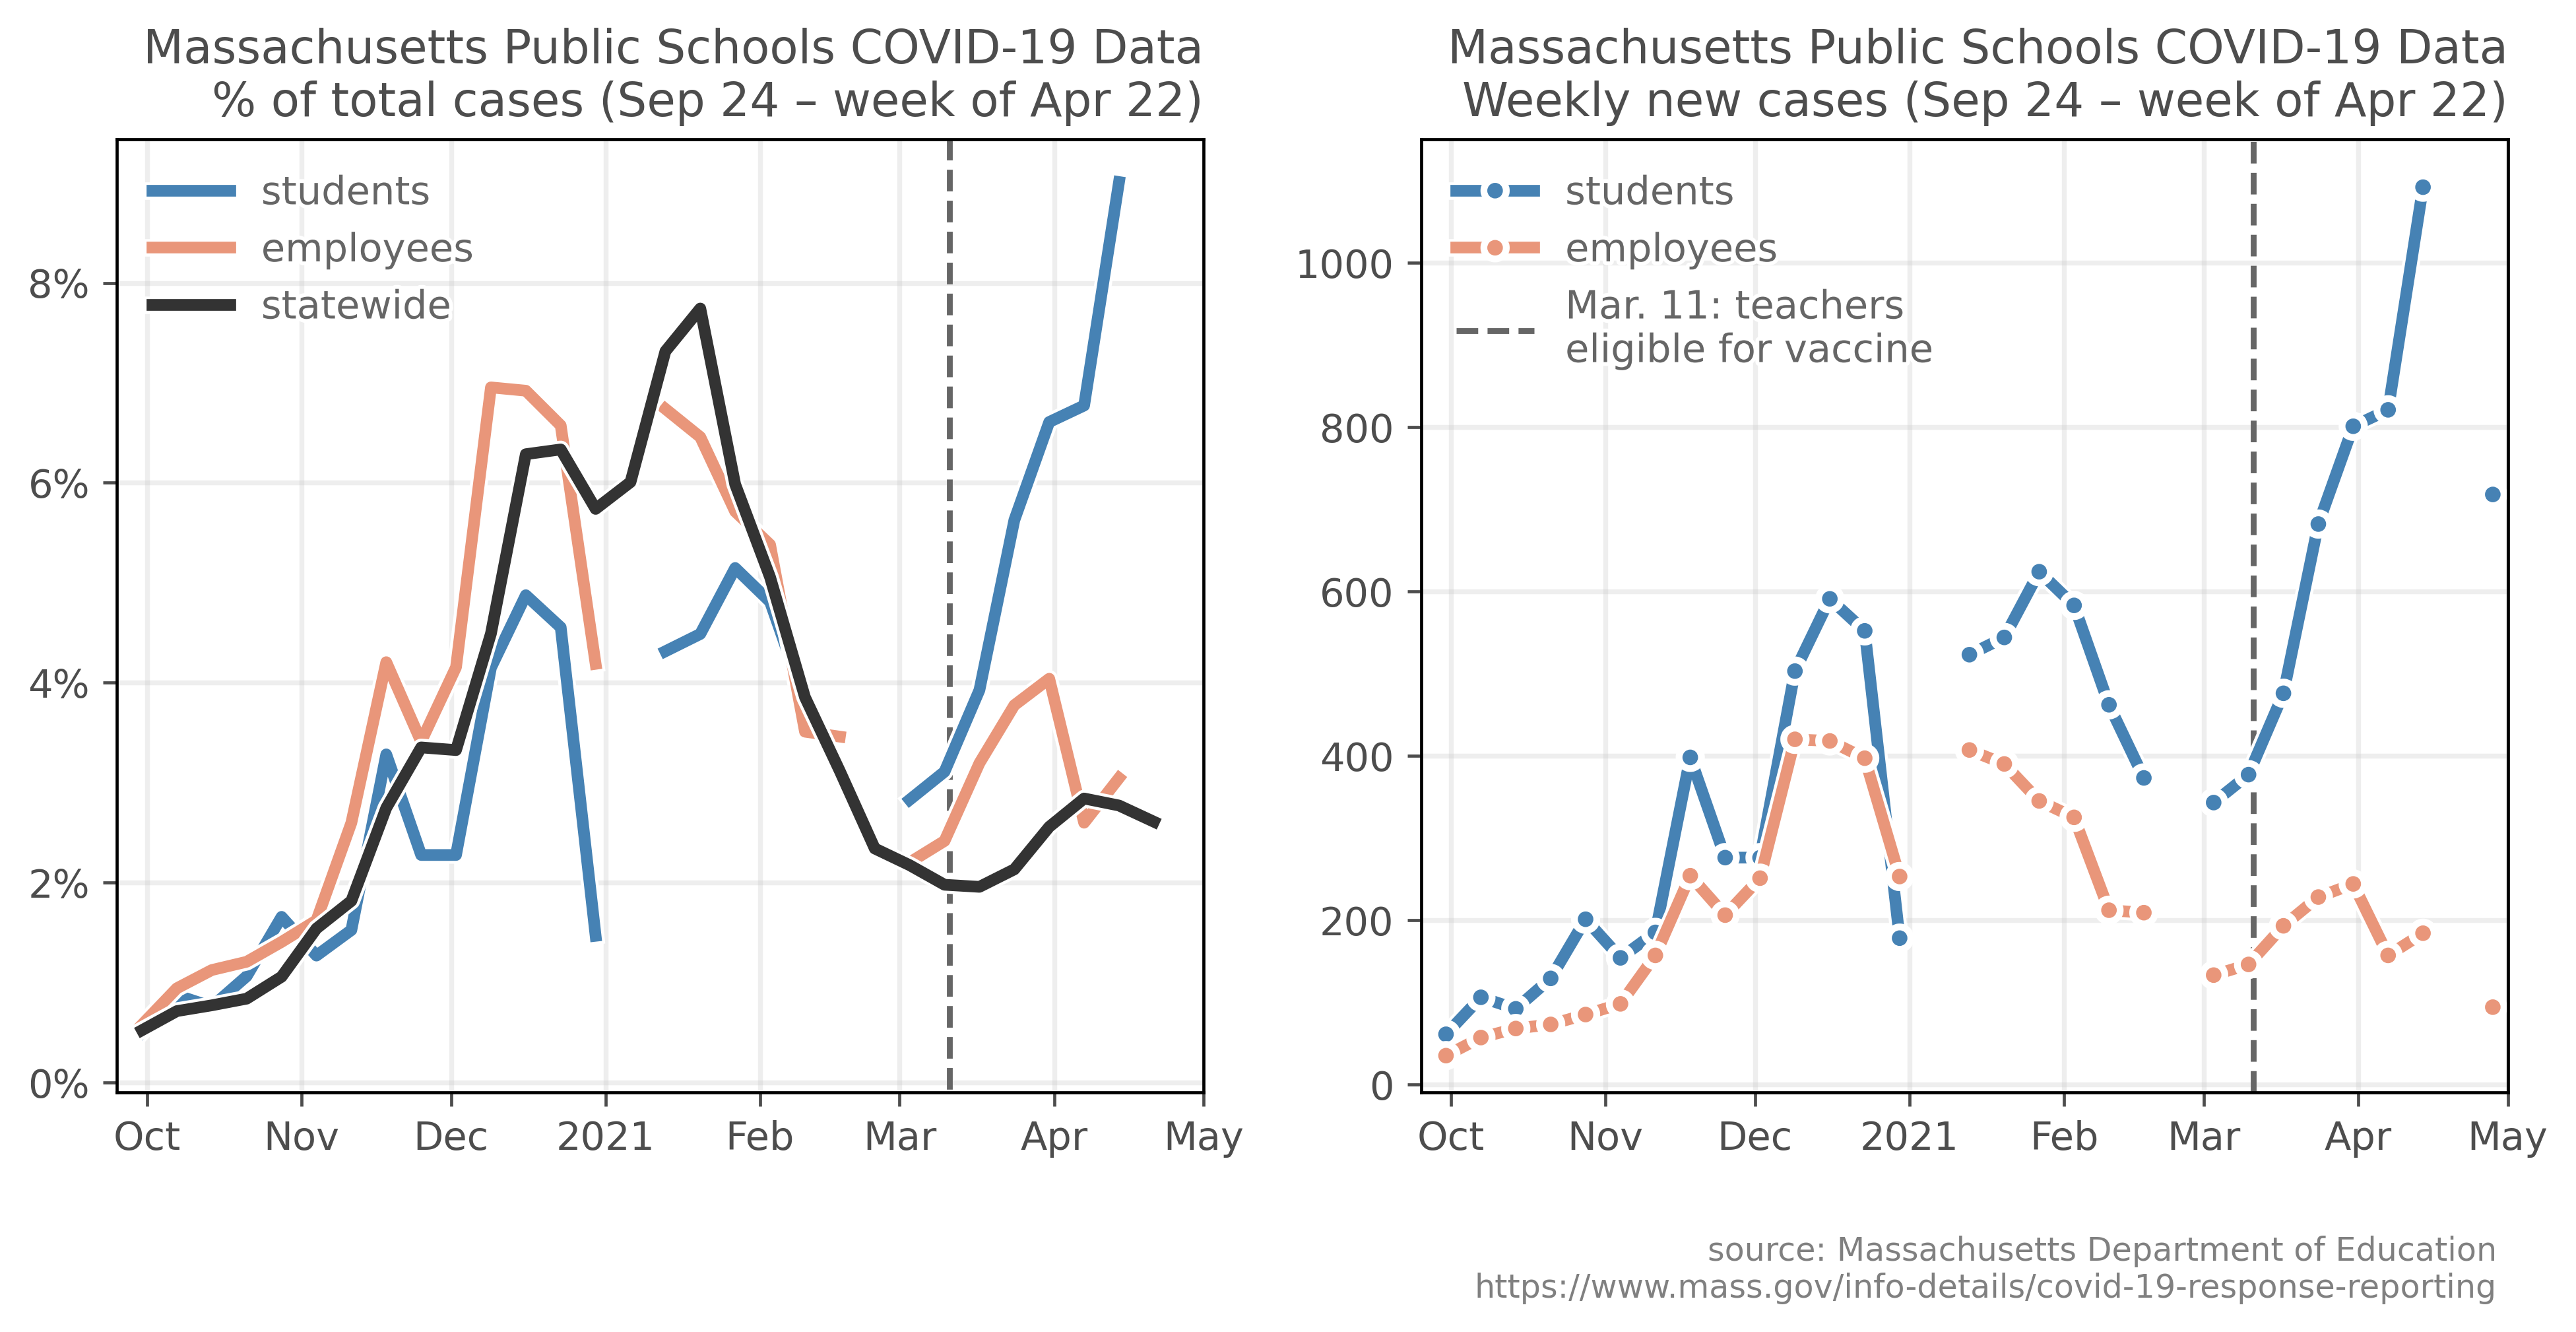 Massachusetts Public Schools COVID-19 Data
% of total cases (Sep 24 – week of Apr 22)
students
employees
statewide
8%
6%
4%
2%
0%
Oct
Nov
Dec
2021
Feb
Mar
Apr
May
Massachusetts Public Schools COVID-19 Data
Weekly new cases (Sep 24 – week of Apr 22)
students
employees
Mar. 11: teachers
eligible for vaccine
1000
800
600
400
200
0
Oct
Nov
Dec
2021
Feb
Mar
Apr
May
source: Massachusetts Department of Education
https://www.mass.gov/info-details/covid-19-response-reporting